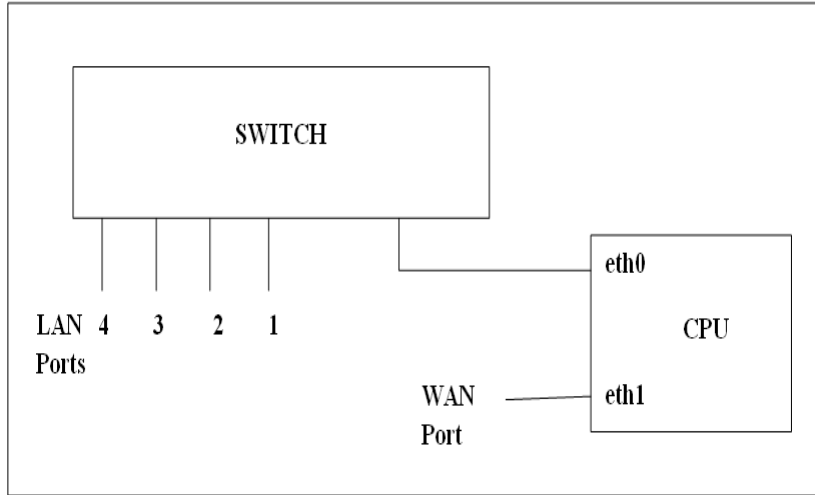 SWITCH
eth0
LAN 4 3 2 1
Ports
CPU
WAN
Port
eth1